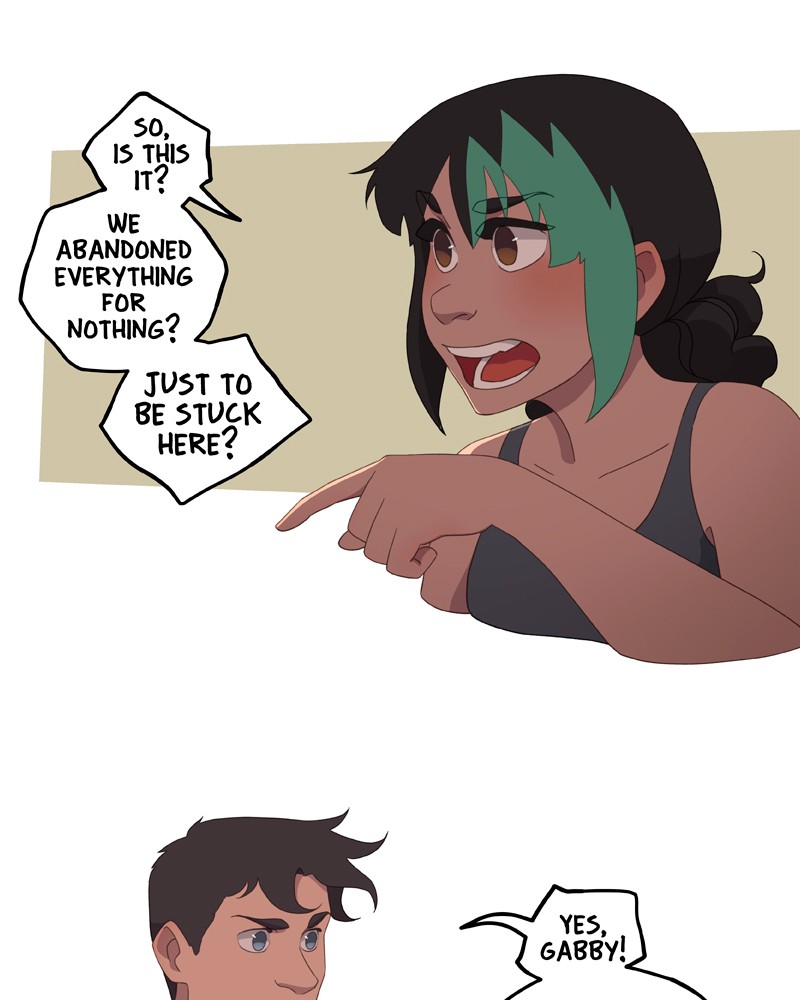 SO,
IS THIS
IT?
WE
ABANDONED
EVERYTHING
FOR
NOTHING?
JUST TO
BE STUCK
HERE?
YES,
GABBY!